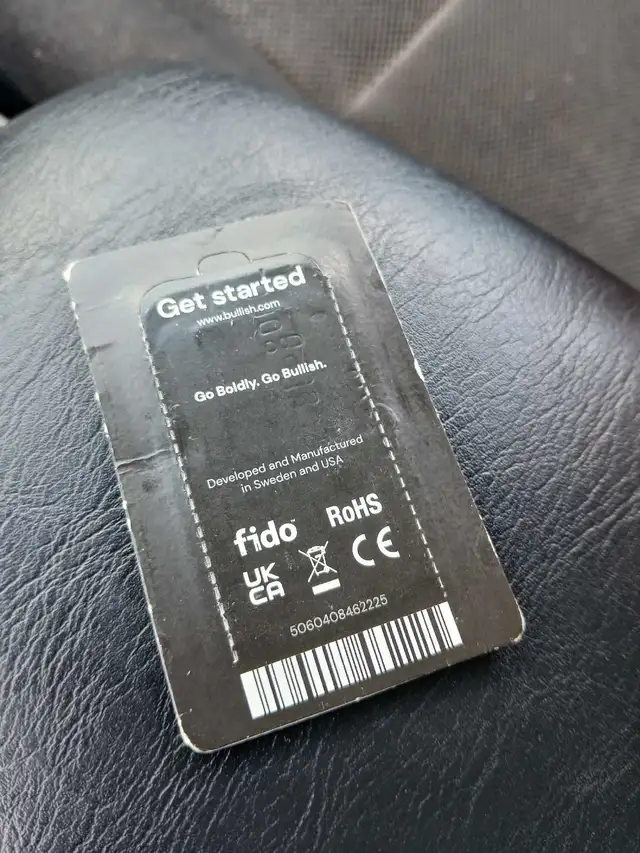 Get started
www.bullish.com
Go Boldly. Go Bullish.
Developed and Manufactured
in Sweden and USA
fido RoHS
UK
CA CE
5060408462225